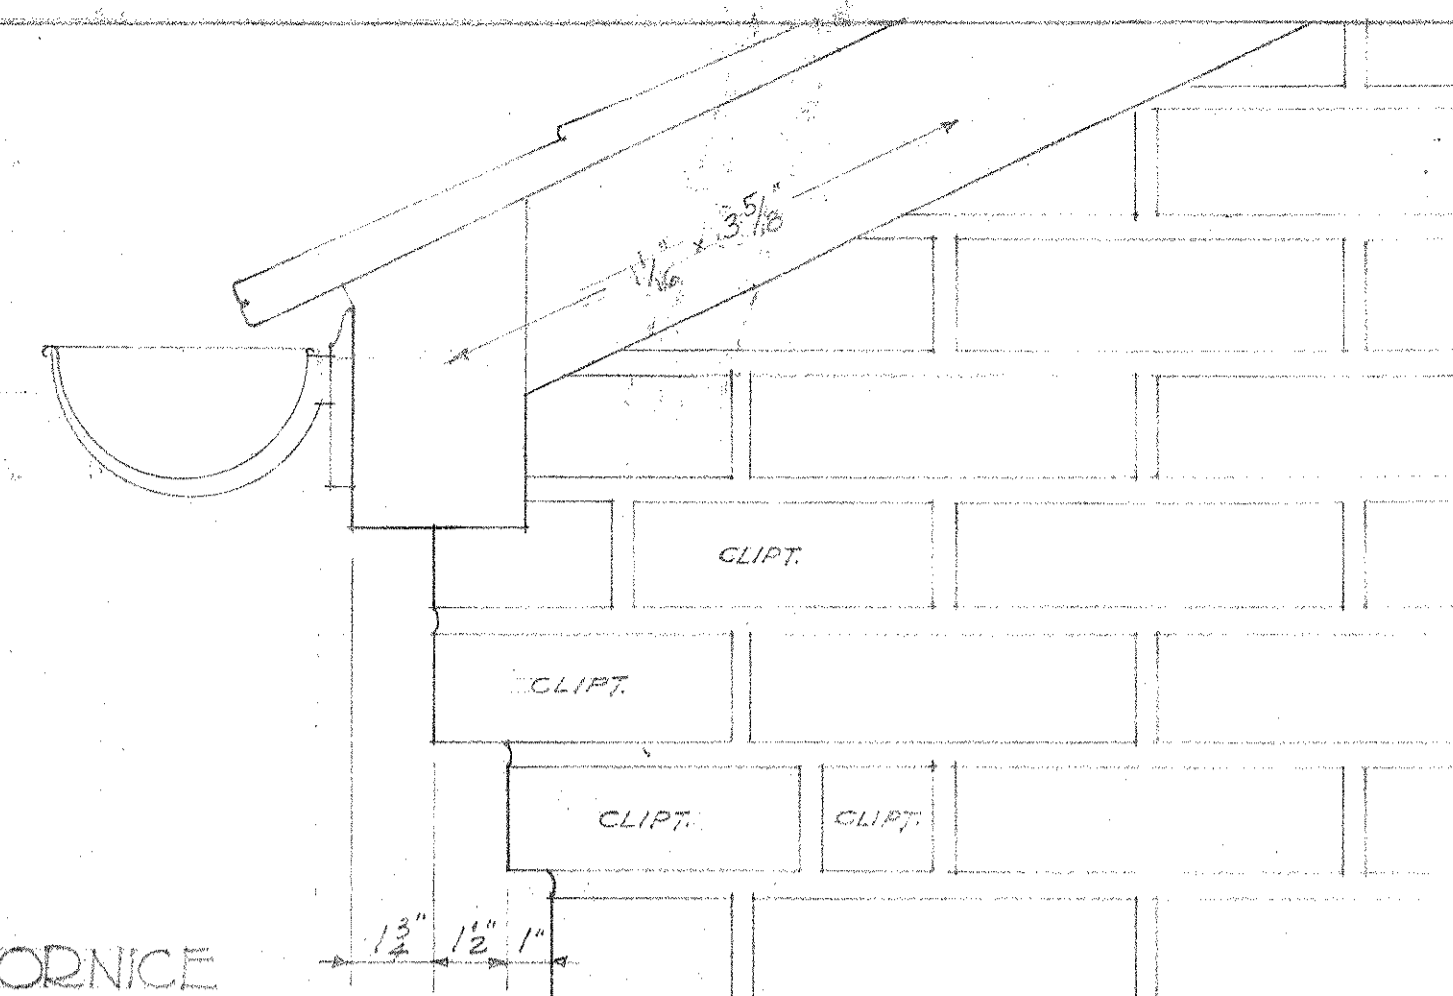 1 1/16" x 3 5/8"
CLIPT.
CLIPT.
CLIPT. CLIPT.
1 3/4" 1 1/2" 1"
ORNICE